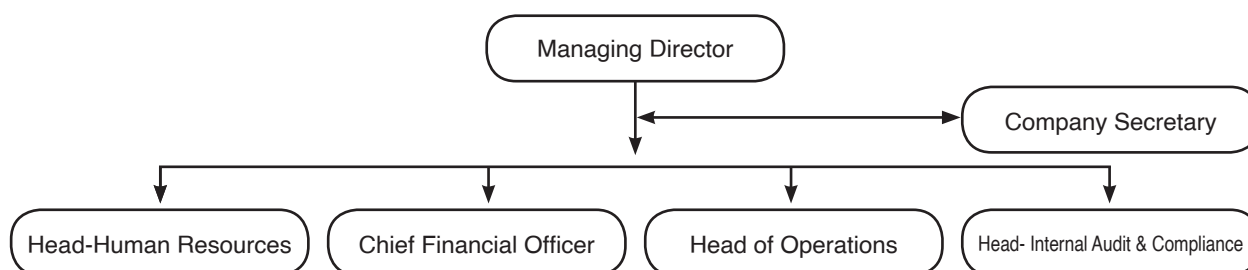 Managing Director
Company Secretary
Head-Human Resources
Chief Financial Officer
Head of Operations
Head- Internal Audit & Compliance